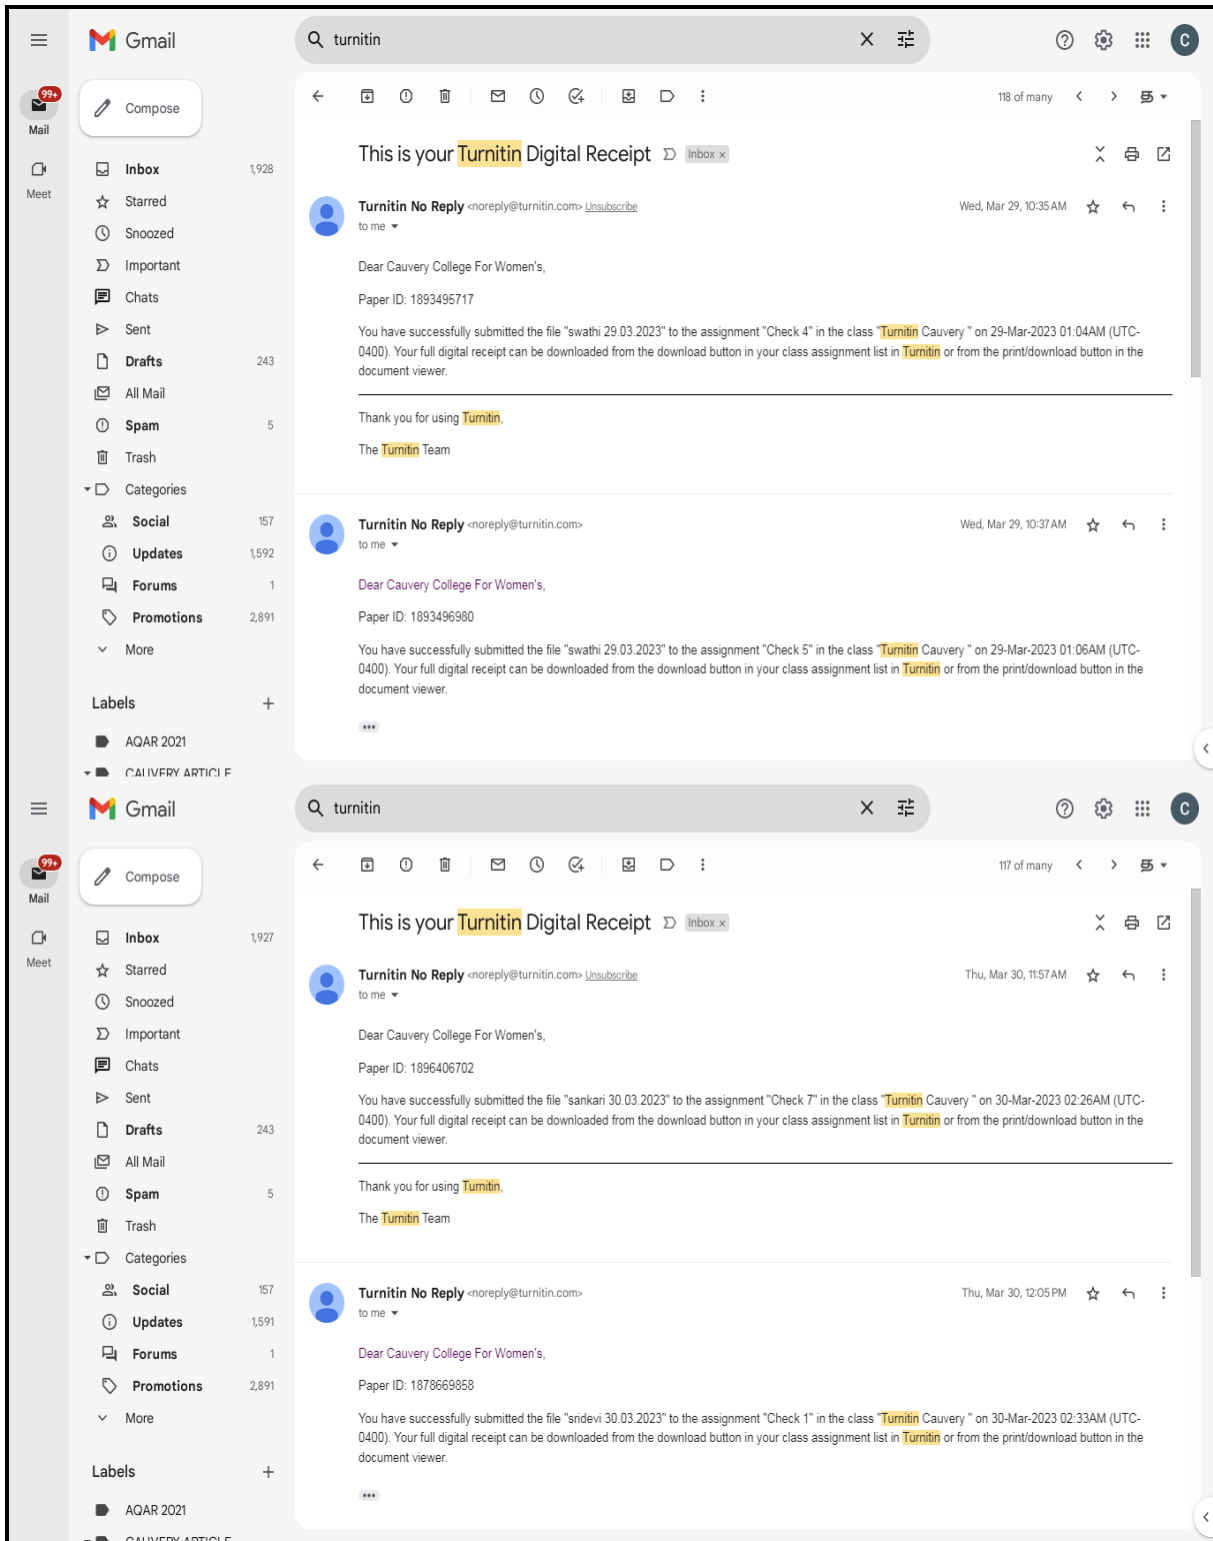 Gmail
turnitin
C
99+
Mail
Meet
Compose
Inbox 1,928
Starred
Snoozed
Important
Chats
Sent
Drafts 243
All Mail
Spam 5
Trash
Categories
Social 157
Updates 1,592
Forums 1
Promotions 2,891
More
Labels +
AQAR 2021
CAUVERY ARTICLE
118 of many
This is your Turnitin Digital Receipt Inbox x
Turnitin No Reply <noreply@turnitin.com> Unsubscribe Wed, Mar 29, 10:35 AM
to me
Dear Cauvery College For Women's,
Paper ID: 1893495717
You have successfully submitted the file "swathi 29.03.2023" to the assignment "Check 4" in the class "Turnitin Cauvery " on 29-Mar-2023 01:04AM (UTC-
0400). Your full digital receipt can be downloaded from the download button in your class assignment list in Turnitin or from the print/download button in the
document viewer.
Thank you for using Turnitin,
The Turnitin Team
Turnitin No Reply <noreply@turnitin.com> Wed, Mar 29, 10:37 AM
to me
Dear Cauvery College For Women's,
Paper ID: 1893496980
You have successfully submitted the file "swathi 29.03.2023" to the assignment "Check 5" in the class "Turnitin Cauvery " on 29-Mar-2023 01:06AM (UTC-
0400). Your full digital receipt can be downloaded from the download button in your class assignment list in Turnitin or from the print/download button in the
document viewer.
Gmail
turnitin
C
99+
Mail
Meet
Compose
Inbox 1,927
Starred
Snoozed
Important
Chats
Sent
Drafts 243
All Mail
Spam 5
Trash
Categories
Social 157
Updates 1,591
Forums 1
Promotions 2,891
More
Labels +
AQAR 2021
CAUVERY ARTICLE
117 of many
This is your Turnitin Digital Receipt Inbox x
Turnitin No Reply <noreply@turnitin.com> Unsubscribe Thu, Mar 30, 11:57 AM
to me
Dear Cauvery College For Women's,
Paper ID: 1896406702
You have successfully submitted the file "sankari 30.03.2023" to the assignment "Check 7" in the class "Turnitin Cauvery " on 30-Mar-2023 02:26AM (UTC-
0400). Your full digital receipt can be downloaded from the download button in your class assignment list in Turnitin or from the print/download button in the
document viewer.
Thank you for using Turnitin,
The Turnitin Team
Turnitin No Reply <noreply@turnitin.com> Thu, Mar 30, 12:05 PM
to me
Dear Cauvery College For Women's,
Paper ID: 1878669858
You have successfully submitted the file "sridevi 30.03.2023" to the assignment "Check 1" in the class "Turnitin Cauvery " on 30-Mar-2023 02:33AM (UTC-
0400). Your full digital receipt can be downloaded from the download button in your class assignment list in Turnitin or from the print/download button in the
document viewer.